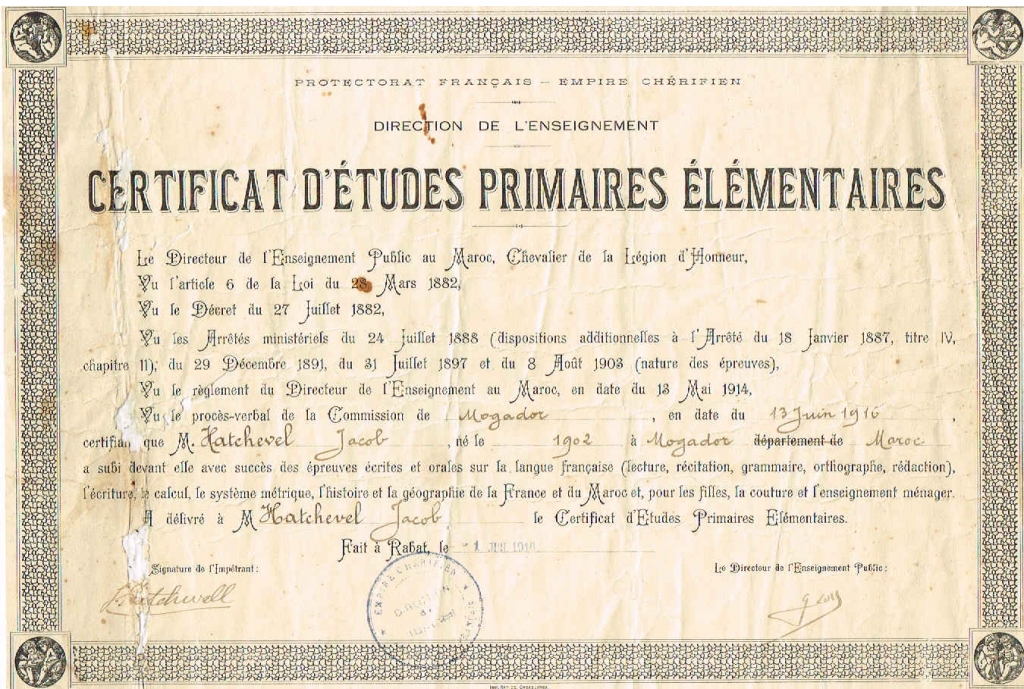 PROTECTORAT FRANÇAIS — EMPIRE CHÉRIFIEN
DIRECTION DE L'ENSEIGNEMENT
CERTIFICAT D'ÉTUDES PRIMAIRES ÉLÉMENTAIRES
Le Directeur de l'Enseignement Public au Maroc, Chevalier de la Légion d'Honneur,
Vu l'article 6 de la Loi du 28 Mars 1882,
Vu le Décret du 27 Juillet 1882,
Vu les Arrêtés ministériels du 24 Juillet 1888 (dispositions additionnelles à l'Arrêté du 18 Janvier 1887, titre IV,
chapitre II), du 29 Décembre 1891, du 31 Juillet 1897 et du 8 Août 1903 (nature des épreuves),
Vu le règlement du Directeur de l'Enseignement au Maroc, en date du 13 Mai 1914,
Vu le procès-verbal de la Commission de Mogador, en date du 13 Juin 1916,
certifian que M. Hatchevel Jacob, né le 1902 à Mogador département de Maroc
a subi devant elle avec succès des épreuves écrites et orales sur la langue française (lecture, récitation, grammaire, orthographe, rédaction),
l'écriture, le calcul, le système métrique, l'histoire et la géographie de la France et du Maroc et, pour les filles, la couture et l'enseignement ménager.
A délivré à M Hatchevel Jacob le Certificat d'Etudes Primaires Elémentaires.
Fait à Rabat, le 1 1916
Signature de l'Impétrant :
Le Directeur de l'Enseignement Public :
EMPIRE CHÉRIFIEN